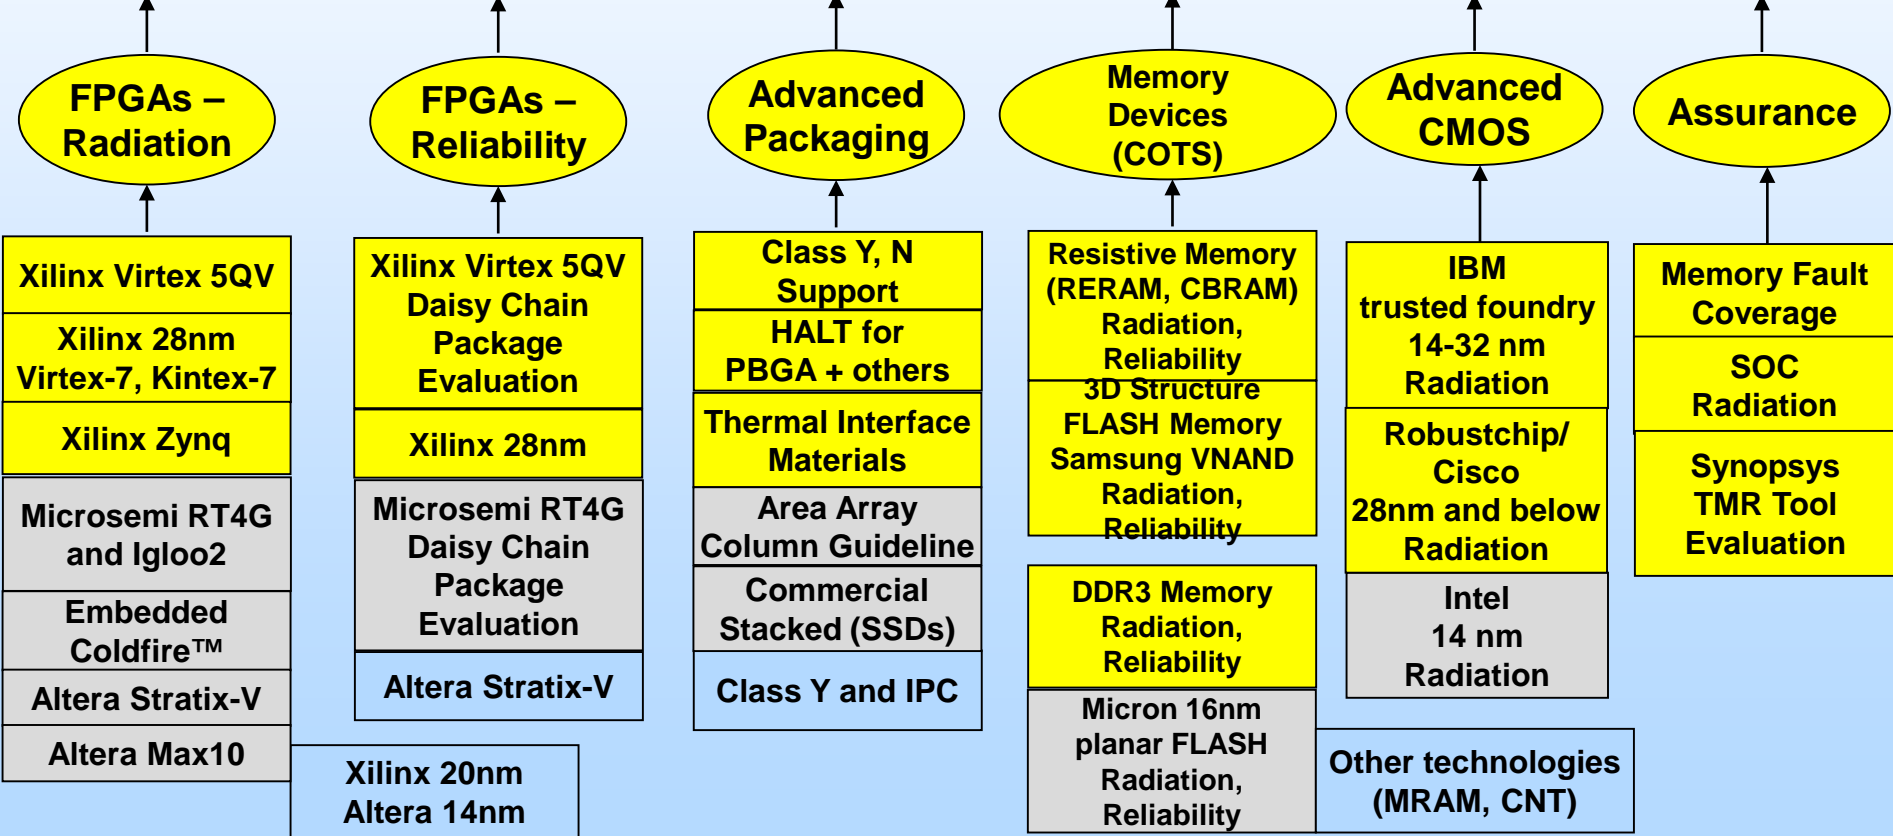 FPGAs –
Radiation
FPGAs –
Reliability
Advanced
Packaging
Memory
Devices
(COTS)
Advanced
CMOS
Assurance
Xilinx Virtex 5QV
Xilinx 28nm
Virtex-7, Kintex-7
Xilinx Zynq
Microsemi RT4G
and Igloo2
Embedded
Coldfire™
Altera Stratix-V
Altera Max10
Xilinx 20nm
Altera 14nm
Xilinx Virtex 5QV
Daisy Chain
Package
Evaluation
Xilinx 28nm
Microsemi RT4G
Daisy Chain
Package
Evaluation
Altera Stratix-V
Class Y, N
Support
HALT for
PBGA + others
Thermal Interface
Materials
Area Array
Column Guideline
Commercial
Stacked (SSDs)
Class Y and IPC
Resistive Memory
(RERAM, CBRAM)
Radiation,
Reliability
3D Structure
FLASH Memory
Samsung VNAND
Radiation,
Reliability
DDR3 Memory
Radiation,
Reliability
Micron 16nm
planar FLASH
Radiation,
Reliability
Other technologies
(MRAM, CNT)
IBM
trusted foundry
14-32 nm
Radiation
Robustchip/
Cisco
28nm and below
Radiation
Intel
14 nm
Radiation
Memory Fault
Coverage
SOC
Radiation
Synopsys
TMR Tool
Evaluation